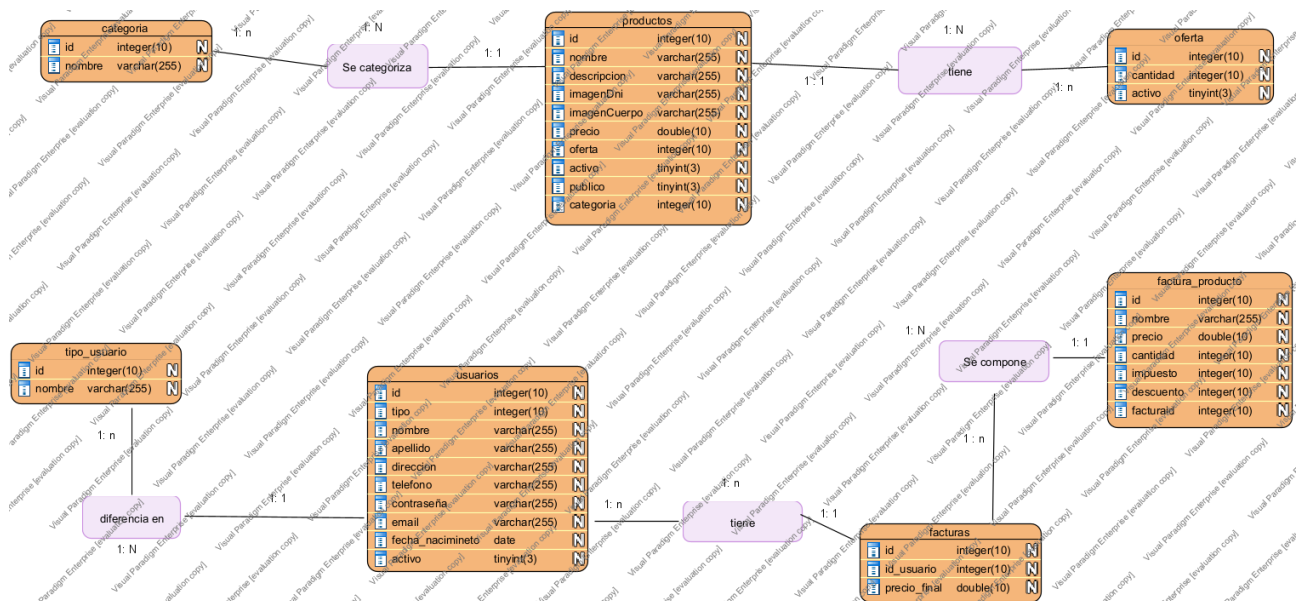 categoria
id integer(10) N
nombre varchar(255) N
1: n
1: N
Se categoriza
1: 1
productos
id integer(10) N
nombre varchar(255) N
descripcion varchar(255) N
imagenDni varchar(255) N
imagenCuerpo varchar(255) N
precio double(10) N
oferta integer(10) N
activo tinyint(3) N
publico tinyint(3) N
categoria integer(10) N
1: 1
1: N
tiene
1: n
oferta
id integer(10) N
cantidad integer(10) N
activo tinyint(3) N
tipo_usuario
id integer(10) N
nombre varchar(255) N
1: n
diferencia en
1: N
1: 1
usuarios
id integer(10) N
tipo integer(10) N
nombre varchar(255) N
apellido varchar(255) N
direccion varchar(255) N
telefono varchar(255) N
contraseña varchar(255) N
email varchar(255) N
fecha_nacimineto date N
activo tinyint(3) N
1: n
1: n
tiene
1: 1
facturas
id integer(10) N
id_usuario integer(10) N
precio_final double(10) N
1: n
1: N
Se compone
1: 1
factura_producto
id integer(10) N
nombre varchar(255) N
precio double(10) N
cantidad integer(10) N
impuesto integer(10) N
descuento integer(10) N
facturaid integer(10) N
Visual Paradigm Enterprise [evaluation copy]